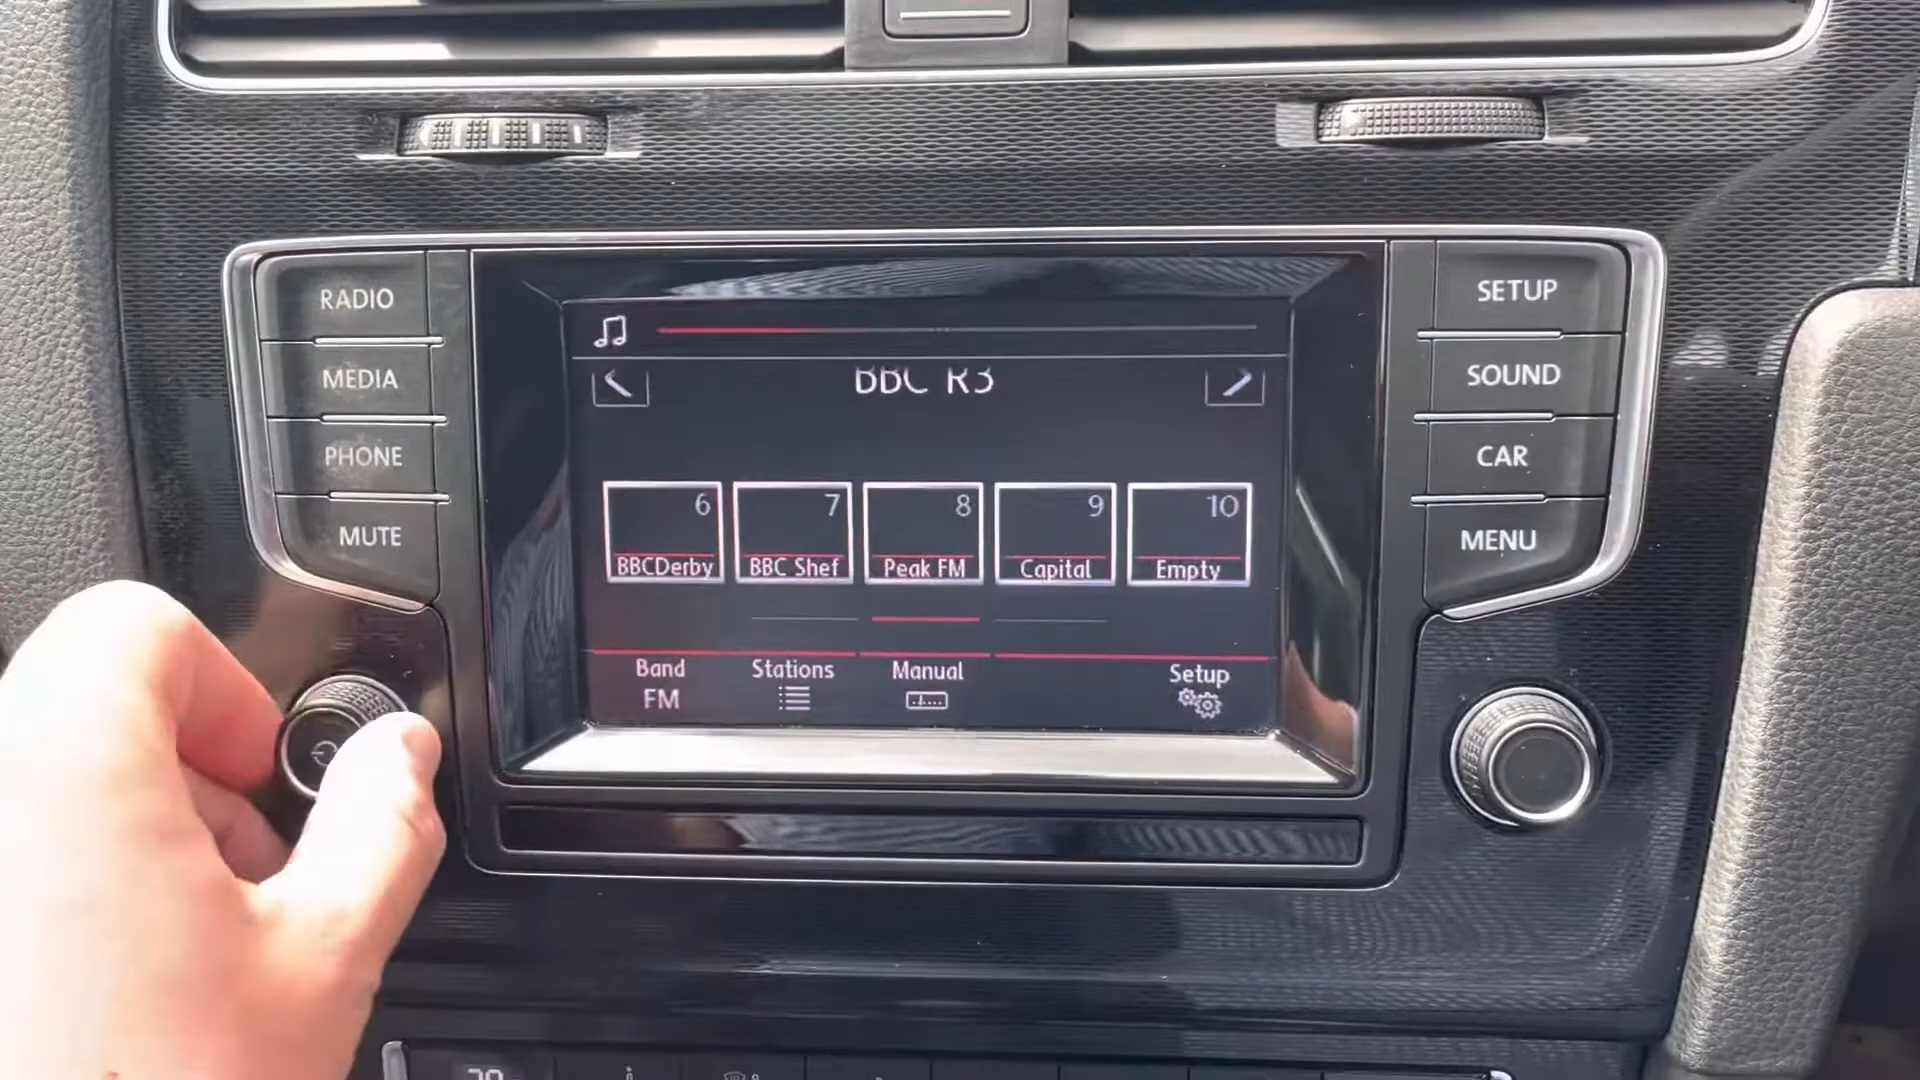 RADIO
MEDIA
PHONE
MUTE
BBC R3
6
7
8
9
10
BBCDerby
BBC Shef
Peak FM
Capital
Empty
Band
Stations
Manual
Setup
FM
SETUP
SOUND
CAR
MENU